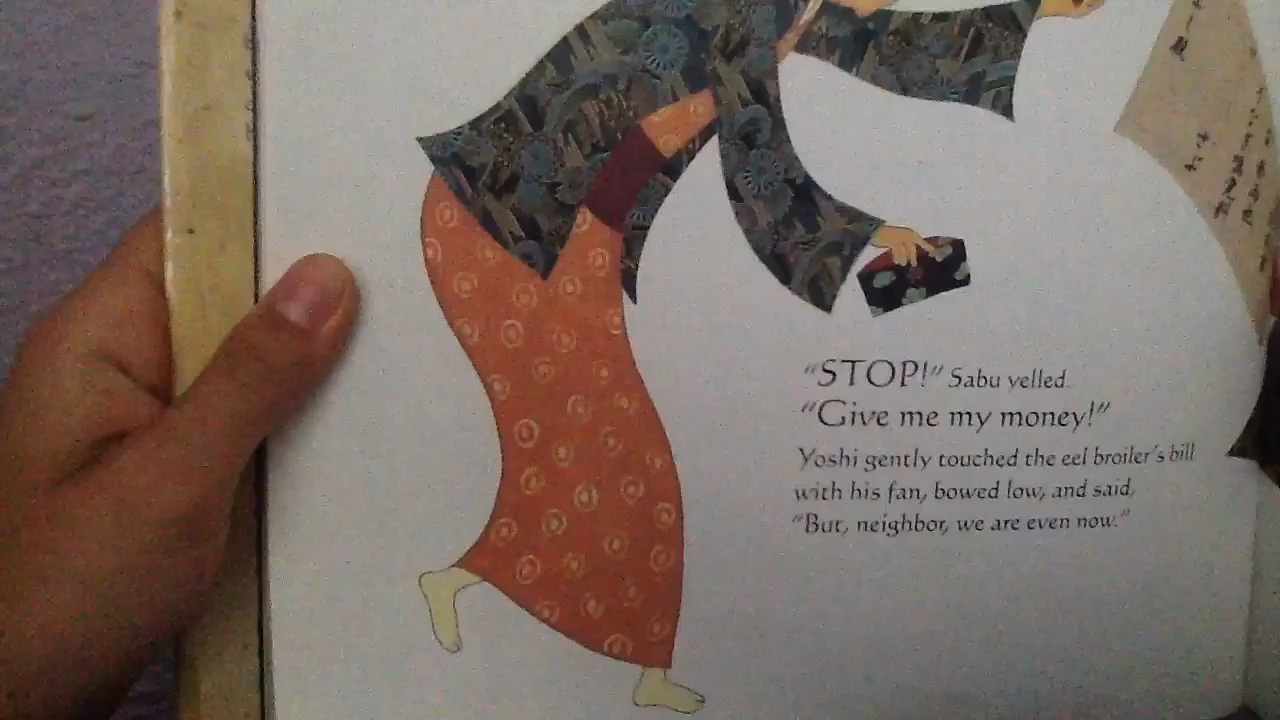 "STOP!" Sabu yelled.
"Give me my money!"
Yoshi gently touched the eel broiler's bill
with his fan, bowed low, and said,
"But, neighbor, we are even now."